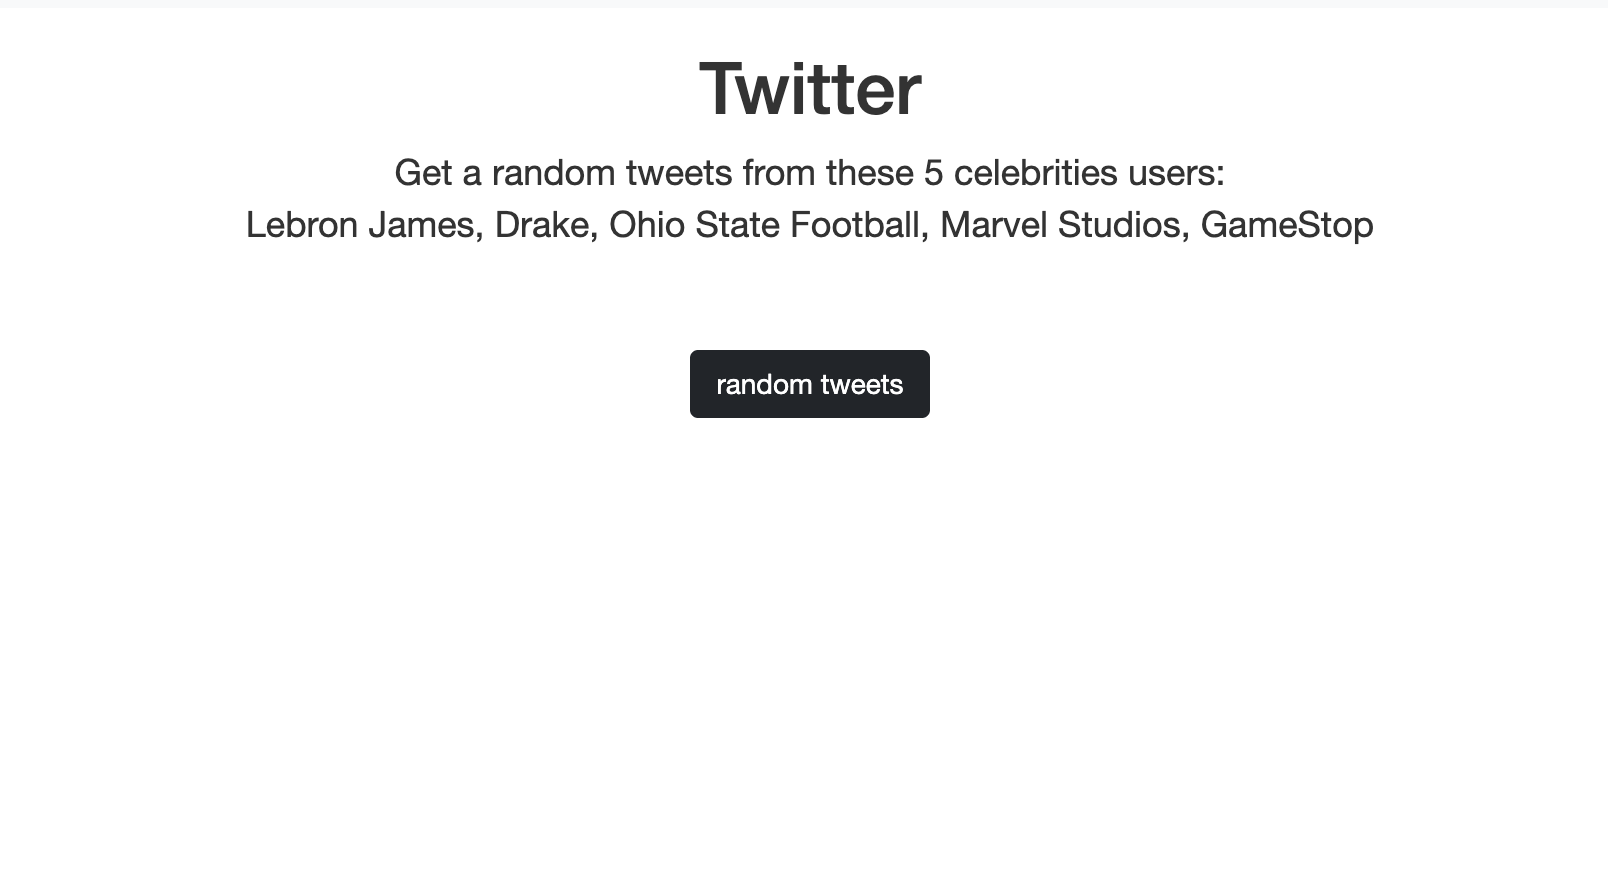 Twitter
Get a random tweets from these 5 celebrities users:
Lebron James, Drake, Ohio State Football, Marvel Studios, GameStop
random tweets